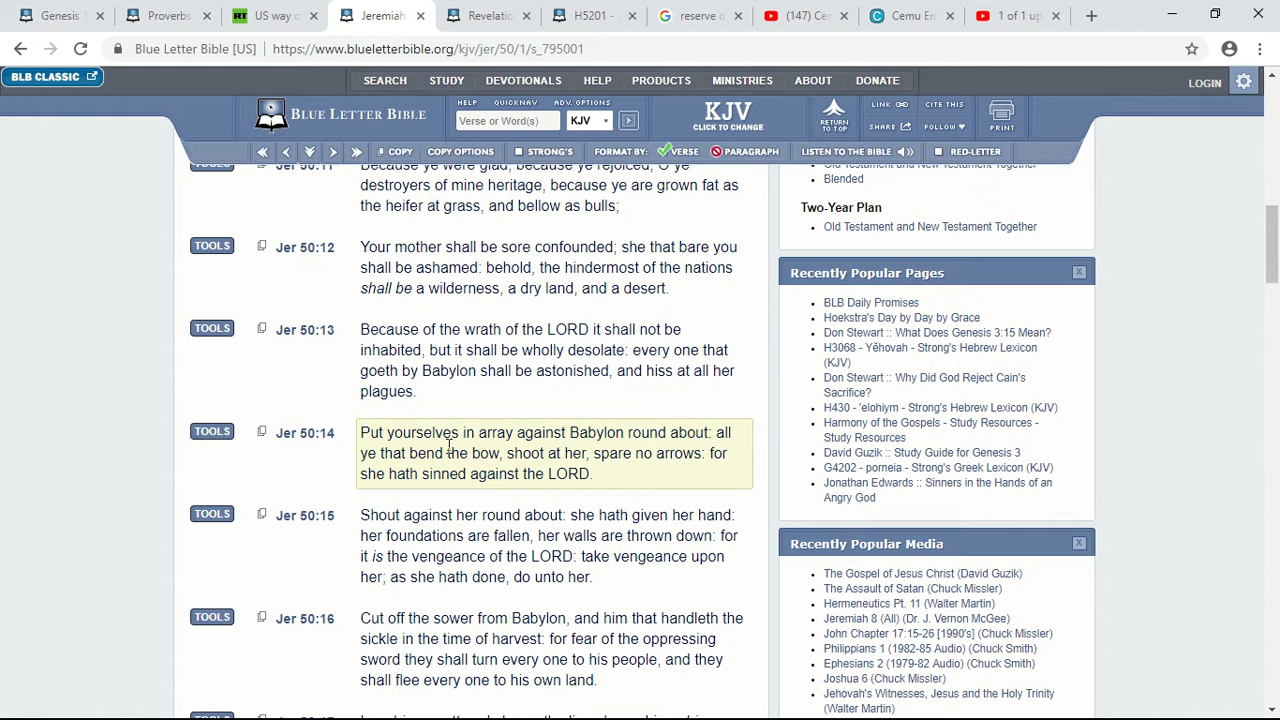 Genesis 1
Proverbs
US way o
Jeremiah
Revelatio
H5201 -
reserve d
(147) Ce
Cemu En
1 of 1 up
Blue Letter Bible [US] https://www.blueletterbible.org/kjv/jer/50/1/s_795001
BLB CLASSIC
SEARCH STUDY DEVOTIONALS HELP PRODUCTS MINISTRIES ABOUT DONATE
LOGIN
BLUE LETTER BIBLE
HELP QUICKNAV ADV. OPTIONS
Verse or Word(s) KJV
KJV
CLICK TO CHANGE
RETURN TO TOP
LINK CITE THIS
SHARE FOLLOW
PRINT
COPY COPY OPTIONS STRONG'S FORMAT BY: VERSE PARAGRAPH LISTEN TO THE BIBLE RED-LETTER
TOOLS Jer 50:11 Because ye were glad, because ye rejoiced, O ye
destroyers of mine heritage, because ye are grown fat as
the heifer at grass, and bellow as bulls;
TOOLS Jer 50:12 Your mother shall be sore confounded; she that bare you
shall be ashamed: behold, the hindermost of the nations
shall be a wilderness, a dry land, and a desert.
TOOLS Jer 50:13 Because of the wrath of the LORD it shall not be
inhabited, but it shall be wholly desolate: every one that
goeth by Babylon shall be astonished, and hiss at all her
plagues.
TOOLS Jer 50:14 Put yourselves in array against Babylon round about: all
ye that bend the bow, shoot at her, spare no arrows: for
she hath sinned against the LORD.
TOOLS Jer 50:15 Shout against her round about: she hath given her hand:
her foundations are fallen, her walls are thrown down: for
it is the vengeance of the LORD: take vengeance upon
her; as she hath done, do unto her.
TOOLS Jer 50:16 Cut off the sower from Babylon, and him that handleth the
sickle in the time of harvest: for fear of the oppressing
sword they shall turn every one to his people, and they
shall flee every one to his own land.
Old Testament and New Testament Together
Blended
Two-Year Plan
Old Testament and New Testament Together
Recently Popular Pages
BLB Daily Promises
Hoekstra's Day by Day by Grace
Don Stewart :: What Does Genesis 3:15 Mean?
H3068 - Yĕhovah - Strong's Hebrew Lexicon
(KJV)
Don Stewart :: Why Did God Reject Cain's
Sacrifice?
H430 - 'elohiym - Strong's Hebrew Lexicon (KJV)
Harmony of the Gospels - Study Resources -
Study Resources
David Guzik :: Study Guide for Genesis 3
G4202 - porneia - Strong's Greek Lexicon (KJV)
Jonathan Edwards :: Sinners in the Hands of an
Angry God
Recently Popular Media
The Gospel of Jesus Christ (David Guzik)
The Assault of Satan (Chuck Missler)
Hermeneutics Pt. 11 (Walter Martin)
Jeremiah 8 (All) (Dr. J. Vernon McGee)
John Chapter 17:15-26 [1990's] (Chuck Missler)
Philippians 1 (1982-85 Audio) (Chuck Smith)
Ephesians 2 (1979-82 Audio) (Chuck Smith)
Joshua 6 (Chuck Missler)
Jehovah's Witnesses, Jesus and the Holy Trinity
(Walter Martin)